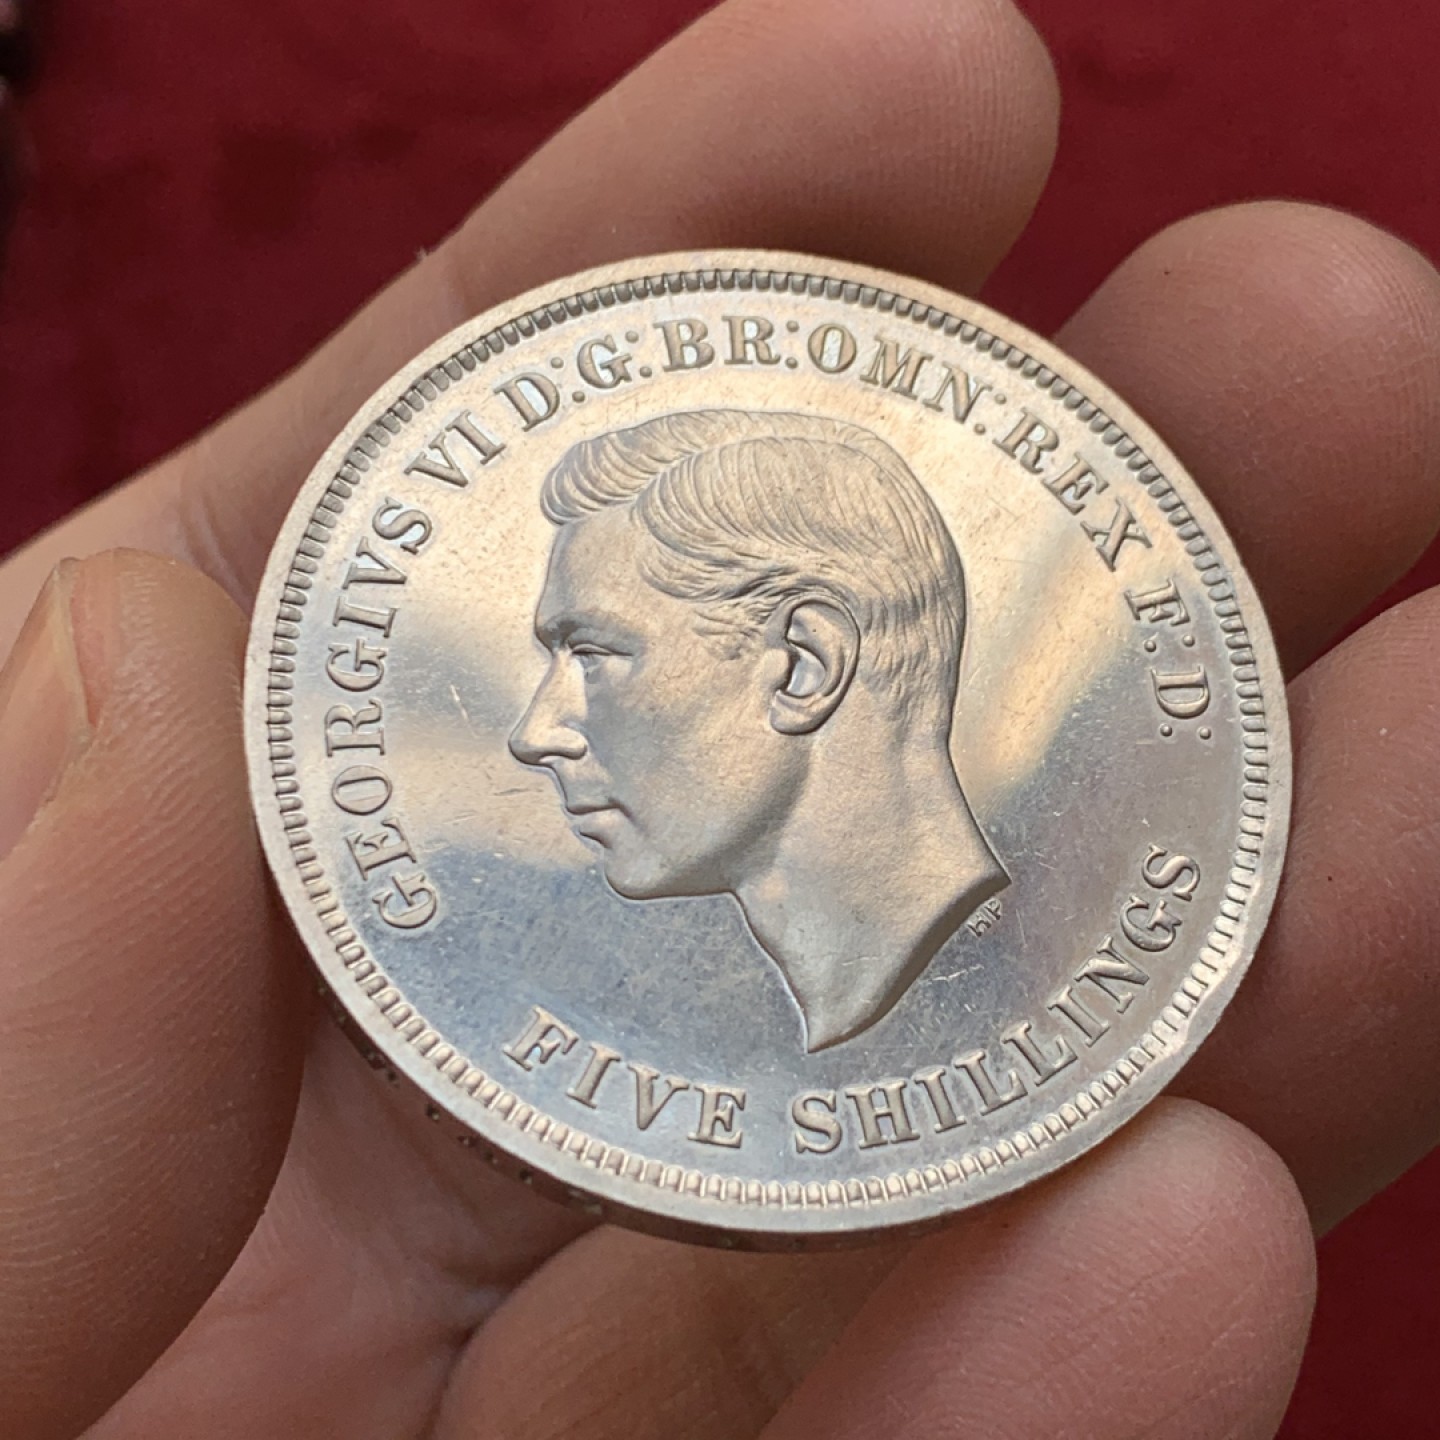 GEORGIVS VI D:G:BR:OMN:REX F:D:
HP
FIVE SHILLINGS